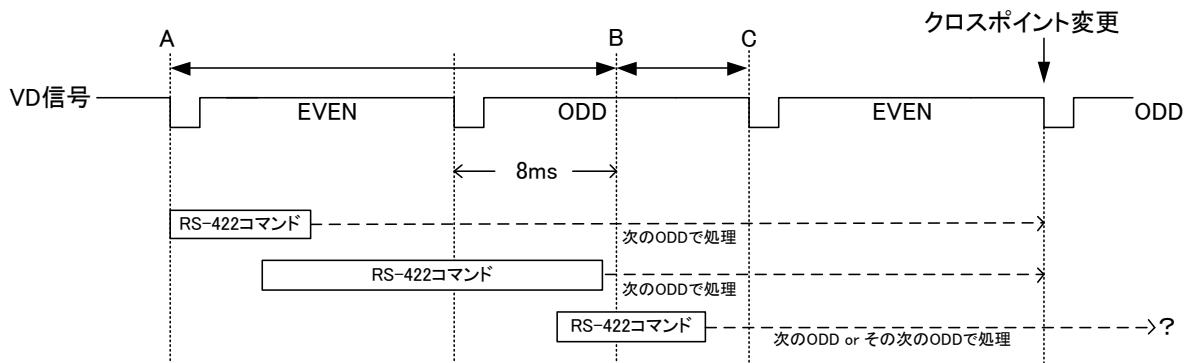 クロスポイント変更
A B C
VD信号 EVEN ODD EVEN ODD
8ms
RS-422コマンド 次のODDで処理
RS-422コマンド 次のODDで処理
RS-422コマンド 次のODD or その次のODDで処理 ?